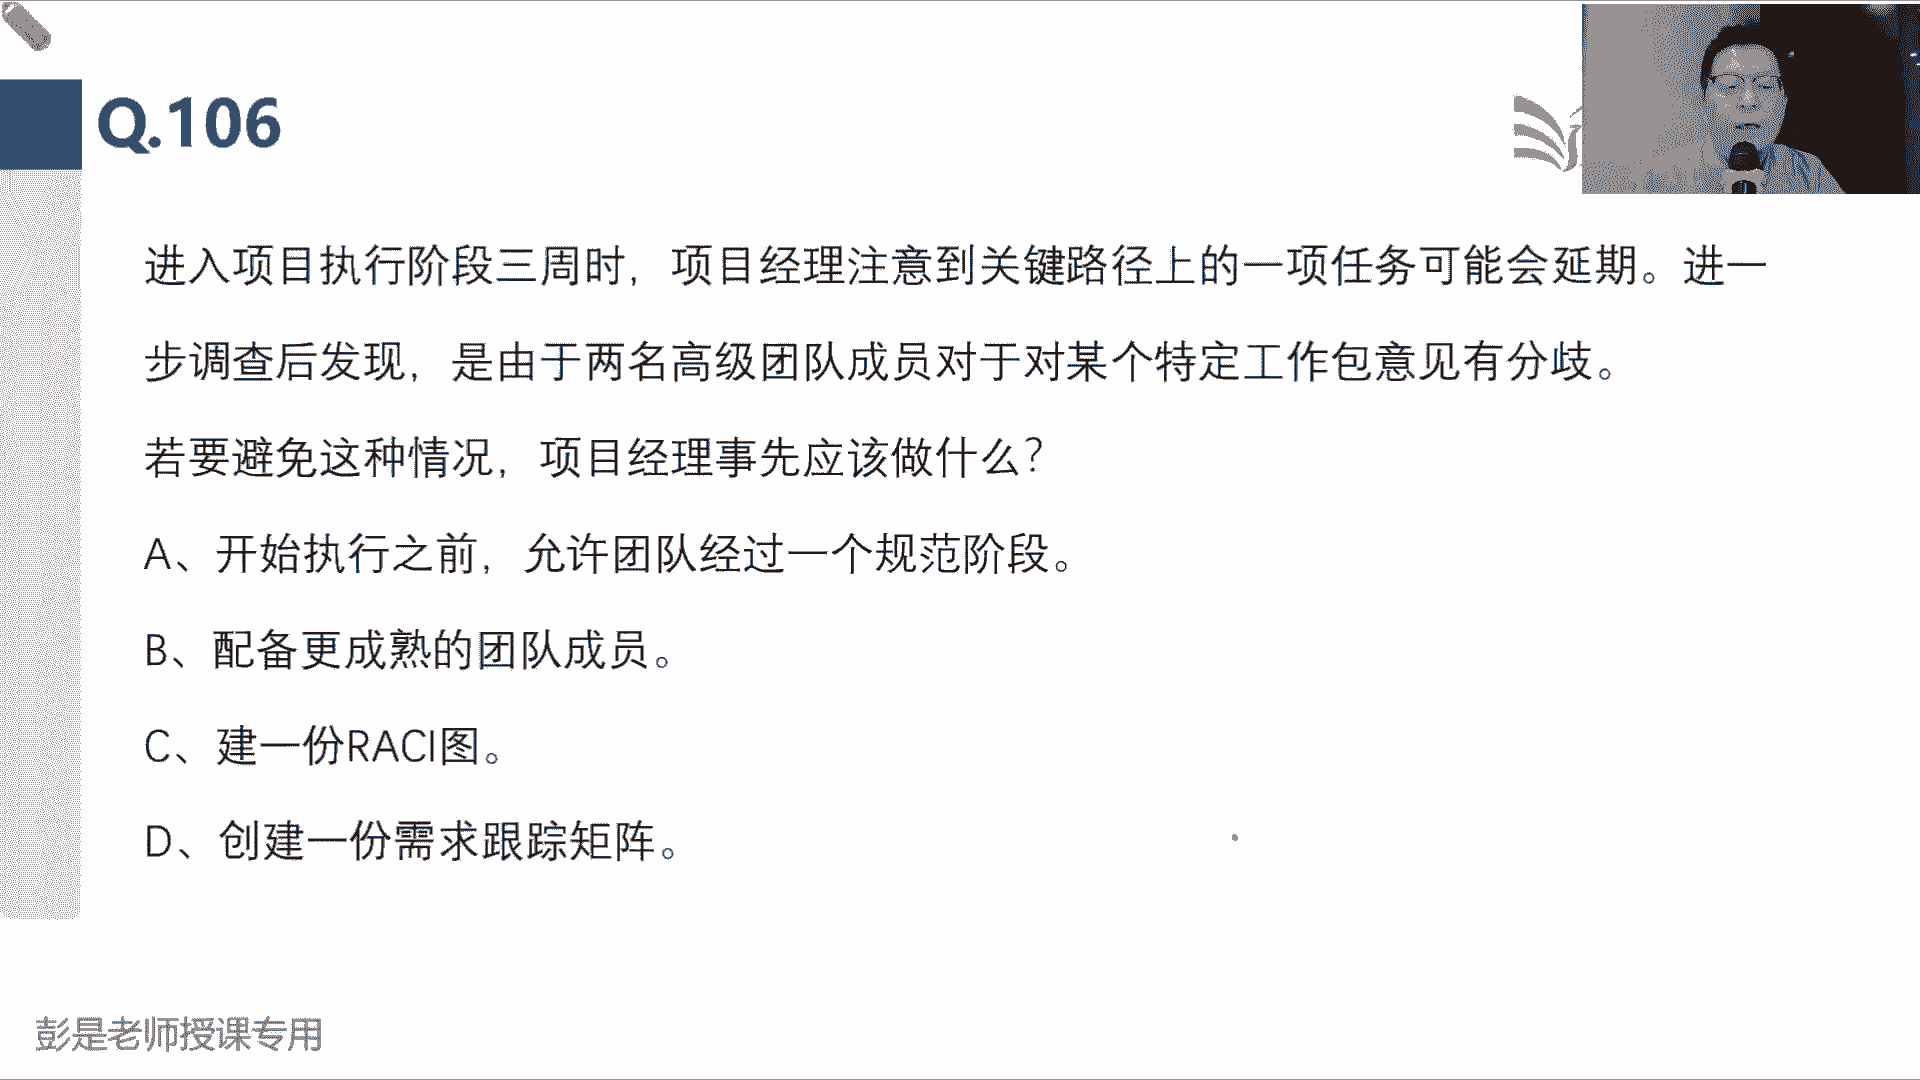 Q.106
进入项目执行阶段三周时，项目经理注意到关键路径上的一项任务可能会延期。进一
步调查后发现，是由于两名高级团队成员对于对某个特定工作包意见有分歧。
若要避免这种情况，项目经理事先应该做什么？
A、开始执行之前，允许团队经过一个规范阶段。
B、配备更成熟的团队成员。
C、建一份RACI图。
D、创建一份需求跟踪矩阵。
彭是老师授课专用